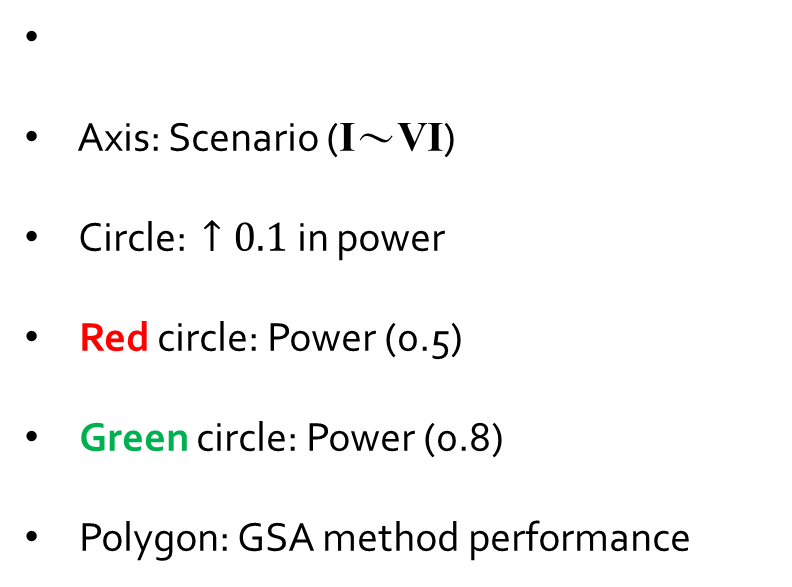 •
• Axis: Scenario (I∼VI)
• Circle: ↑ 0.1 in power
• Red circle: Power (0.5)
• Green circle: Power (0.8)
• Polygon: GSA method performance